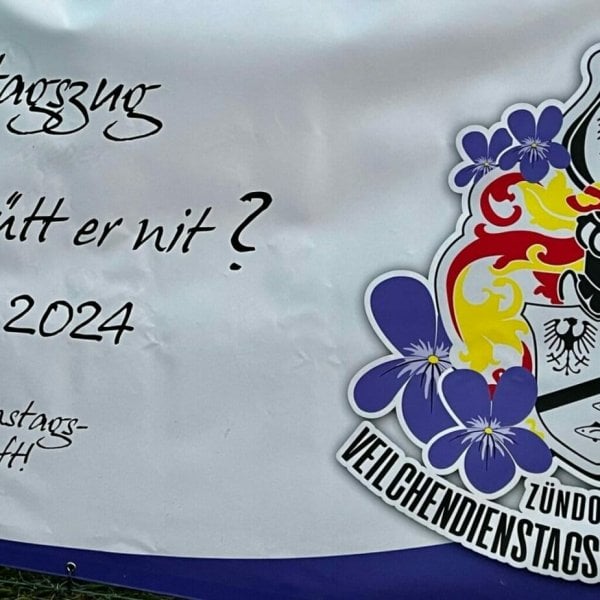 tagszug
ütt er nit?
2024
nstags-
ft!
ZÜNDO
VEILCHENDIENSTAGS